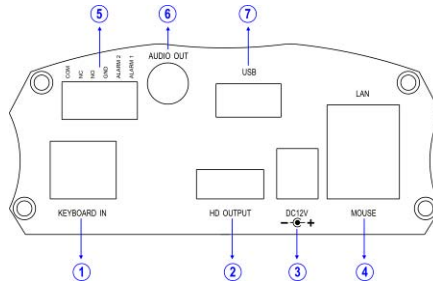 ⑤ ⑥ ⑦
AUDIO OUT
COM
NC
NO
GND
ALARM 2
ALARM 1
USB
LAN
KEYBOARD IN
HD OUTPUT
DC12V
MOUSE
− +
① ② ③ ④